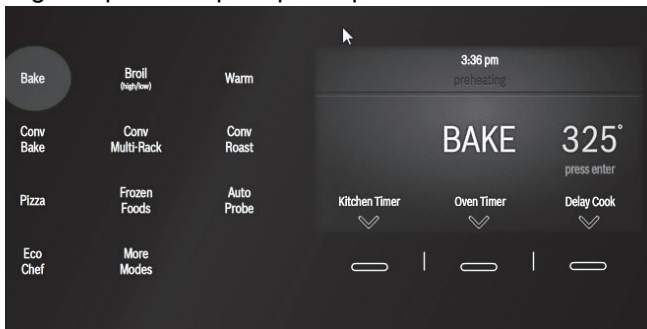 Bake
Broil
(high/low)
Warm
Conv
Bake
Conv
Multi-Rack
Conv
Roast
Pizza
Frozen
Foods
Auto
Probe
Eco
Chef
More
Modes
3:36 pm
preheating
BAKE 325°
press enter
Kitchen Timer Oven Timer Delay Cook